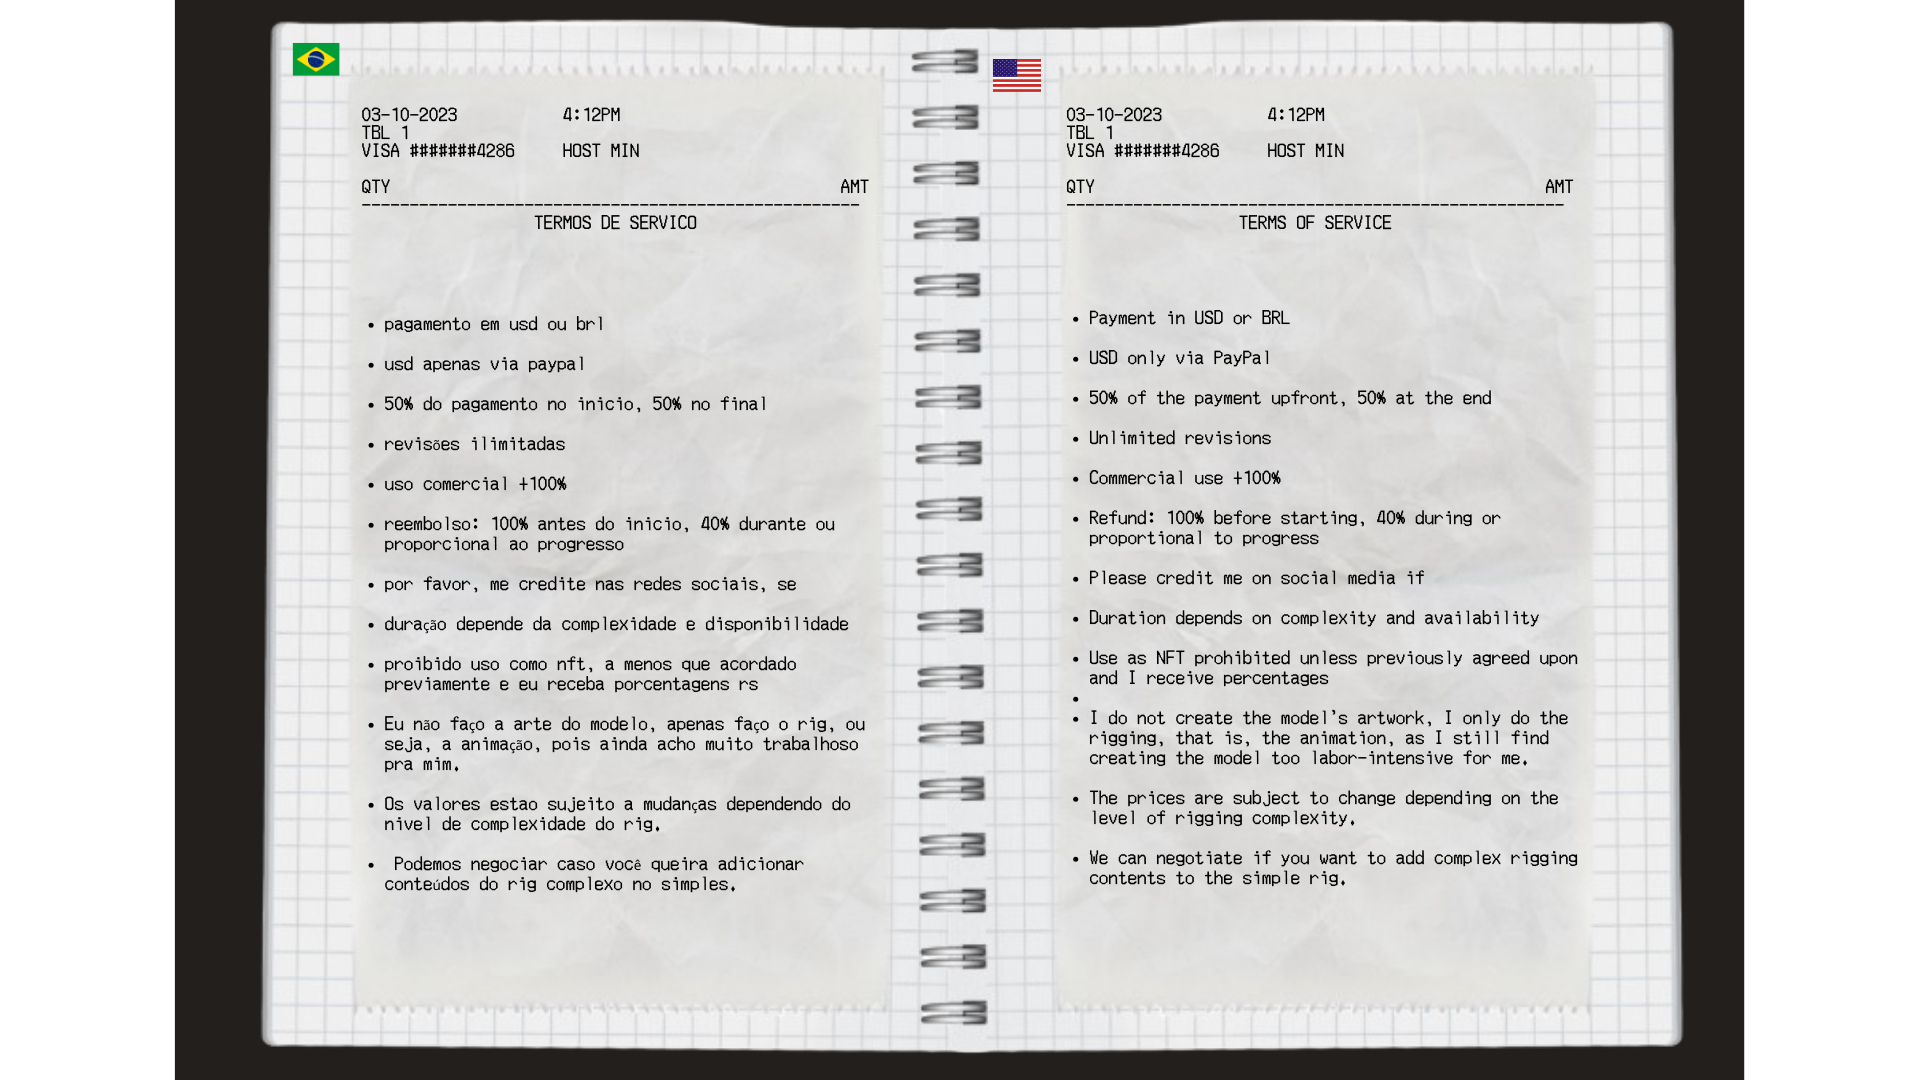 03-10-2023 4:12PM
TBL 1
VISA #######4286 HOST MIN
QTY AMT
----------------------------------------------------
TERMOS DE SERVICO
• pagamento em usd ou brl
• usd apenas via paypal
• 50% do pagamento no inicio, 50% no final
• revisões ilimitadas
• uso comercial +100%
• reembolso: 100% antes do inicio, 40% durante ou
proporcional ao progresso
• por favor, me credite nas redes sociais, se
• duração depende da complexidade e disponibilidade
• proibido uso como nft, a menos que acordado
previamente e eu receba porcentagens rs
• Eu não faço a arte do modelo, apenas faço o rig, ou
seja, a animação, pois ainda acho muito trabalhoso
pra mim.
• Os valores estao sujeito a mudanças dependendo do
nivel de complexidade do rig.
• Podemos negociar caso você queira adicionar
conteúdos do rig complexo no simples.
03-10-2023 4:12PM
TBL 1
VISA #######4286 HOST MIN
QTY AMT
----------------------------------------------------
TERMS OF SERVICE
• Payment in USD or BRL
• USD only via PayPal
• 50% of the payment upfront, 50% at the end
• Unlimited revisions
• Commercial use +100%
• Refund: 100% before starting, 40% during or
proportional to progress
• Please credit me on social media if
• Duration depends on complexity and availability
• Use as NFT prohibited unless previously agreed upon
and I receive percentages
•
• I do not create the model's artwork, I only do the
rigging, that is, the animation, as I still find
creating the model too labor-intensive for me.
• The prices are subject to change depending on the
level of rigging complexity.
• We can negotiate if you want to add complex rigging
contents to the simple rig.